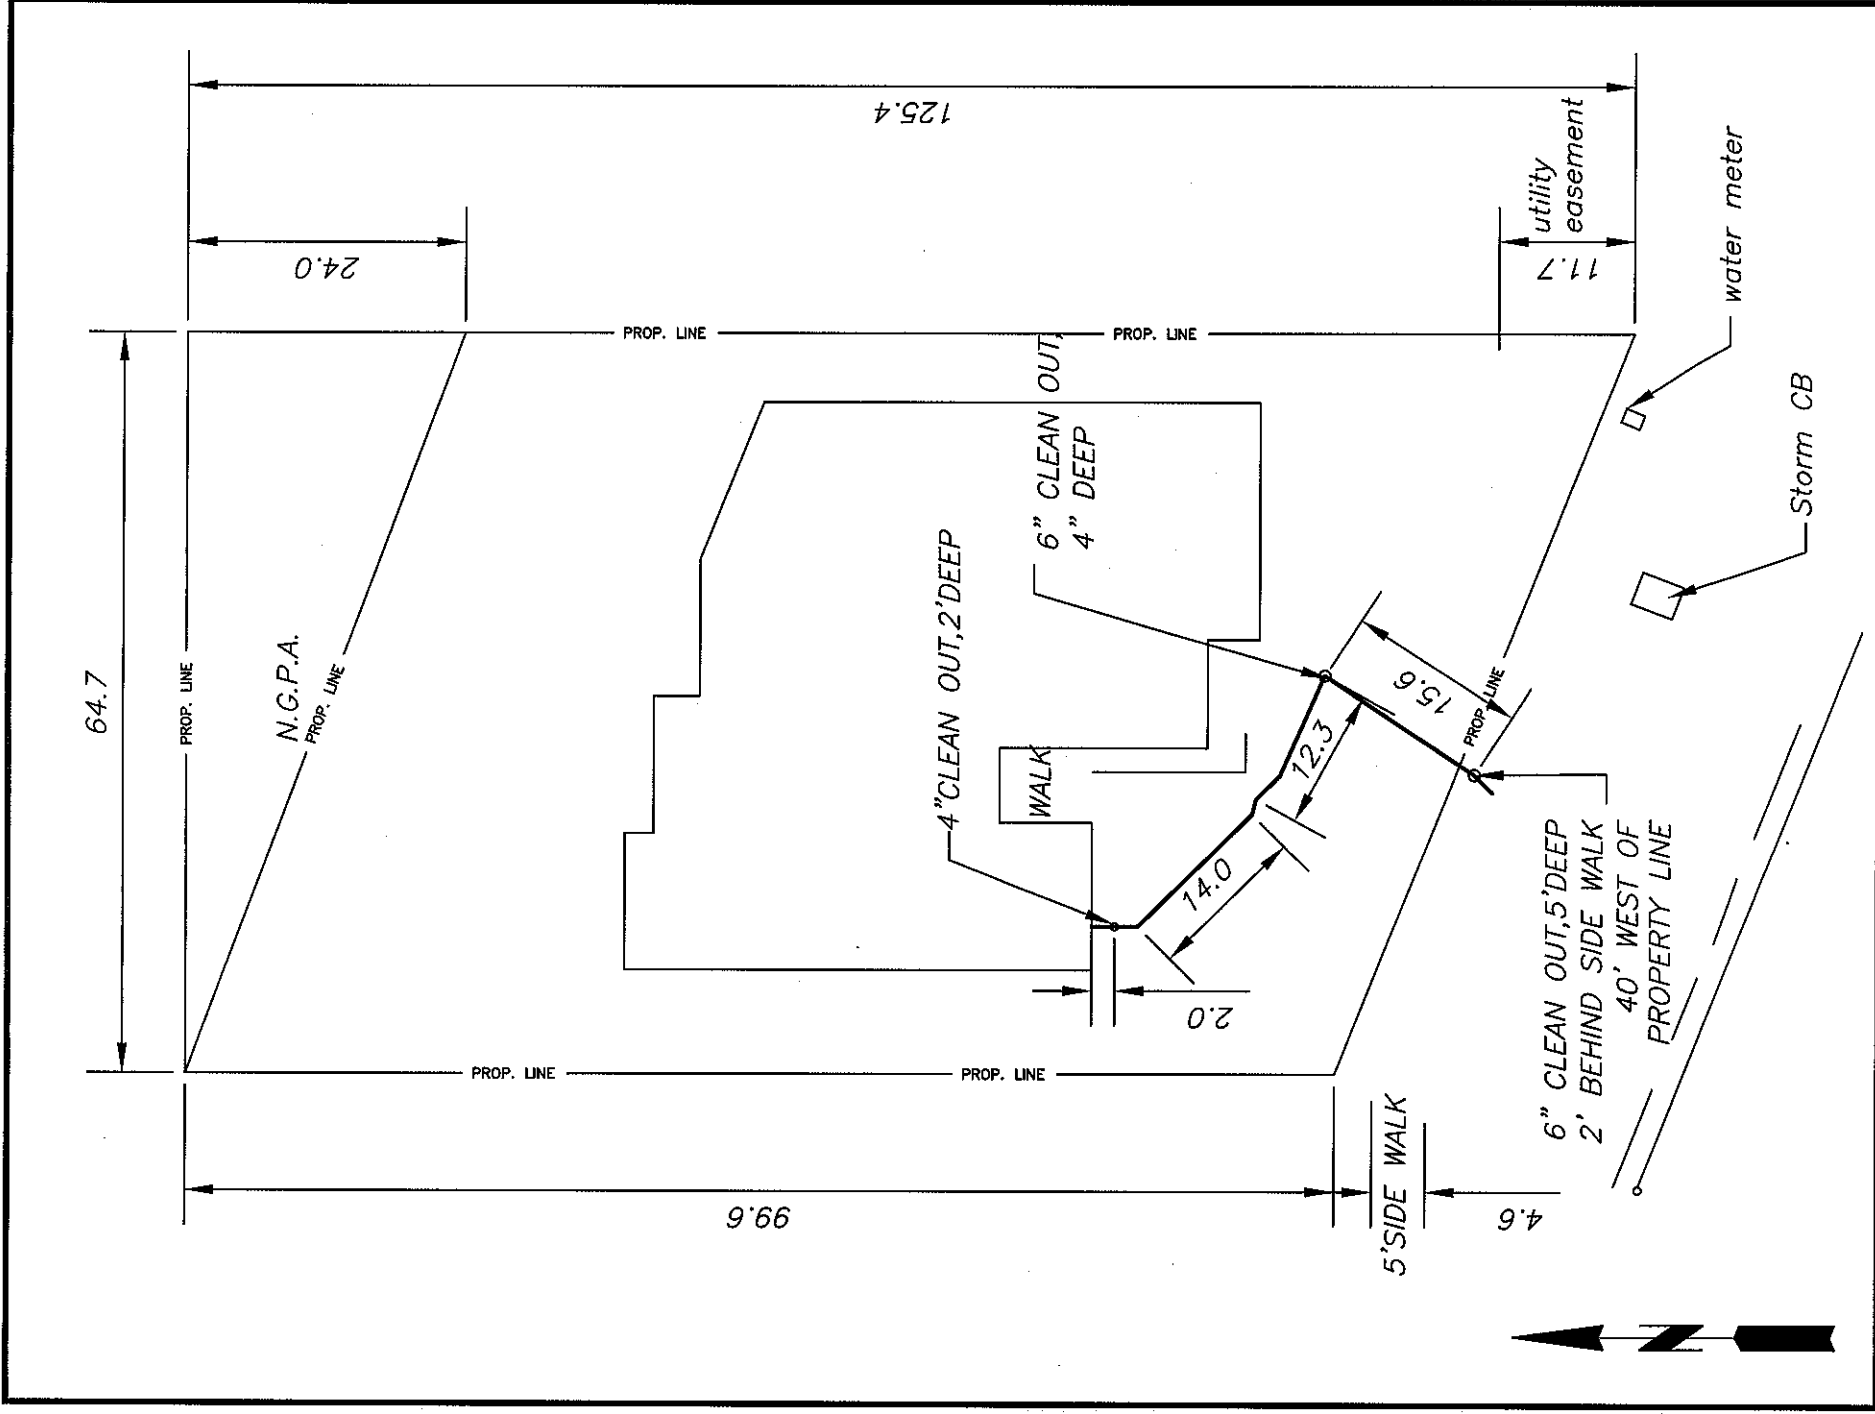 125.4
24.0
11.7
utility
easement
water meter
Storm CB
64.7
PROP. LINE
PROP. LINE
PROP. LINE
N.G.P.A.
PROP. LINE
6" CLEAN OUT,
4" DEEP
4"CLEAN OUT,2'DEEP
WALK
15.6
12.3
14.0
PROP. LINE
2.0
PROP. LINE
PROP. LINE
6" CLEAN OUT,5'DEEP
2' BEHIND SIDE WALK
40' WEST OF
PROPERTY LINE
99.6
5'SIDE WALK
4.6
N